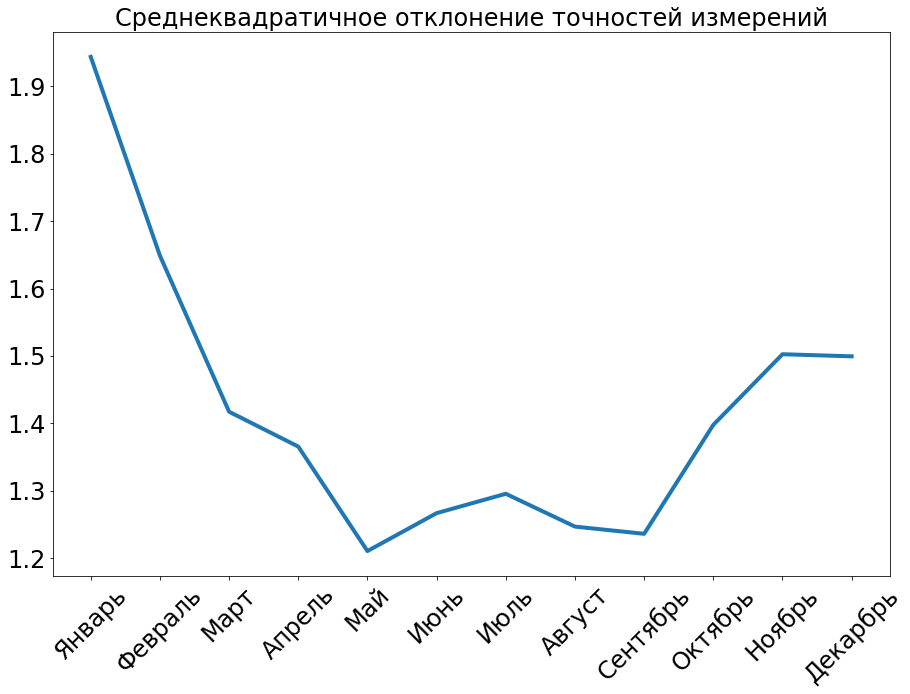 Среднеквадратичное отклонение точностей измерений
1.9
1.8
1.7
1.6
1.5
1.4
1.3
1.2
Январь
Февраль
Март
Апрель
Май
Июнь
Июль
Август
Сентябрь
Октябрь
Ноябрь
Декарбрь